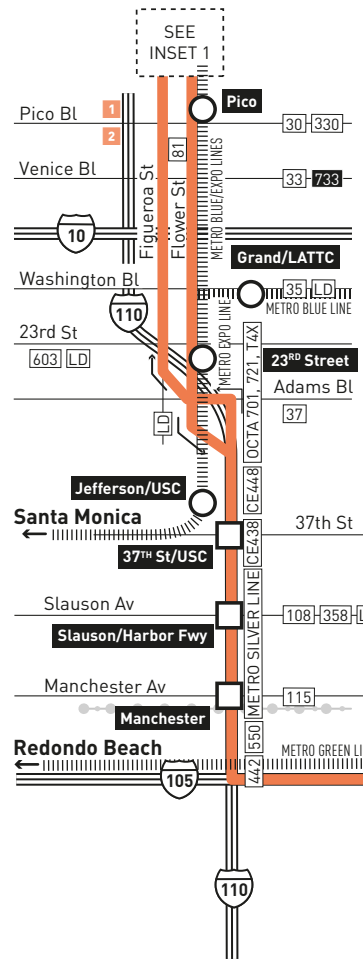 SEE
INSET 1
Pico
1
Pico Bl
30
330
2
81
Venice Bl
33
733
Figueroa St
Flower St
METRO BLUE/EXPO LINES
10
Grand/LATTC
Washington Bl
35
LD
METRO BLUE LINE
110
METRO EXPO LINE
23rd St
603
LD
23RD Street
OCTA 701, 721, T4X
Adams Bl
37
LD
Jefferson/USC
CE448
Santa Monica
37th St
37TH St/USC
CE438
Slauson Av
108
358
Slauson/Harbor Fwy
METRO SILVER LINE
Manchester Av
115
Manchester
550
Redondo Beach
METRO GREEN LI
442
105
110